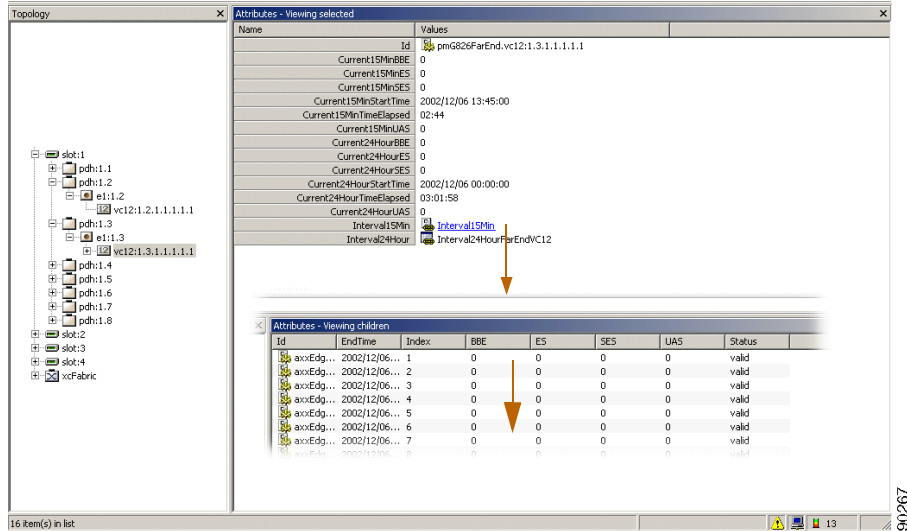 Topology
slot:1
pdh:1.1
pdh:1.2
e1:1.2
vc12:1.2.1.1.1.1.1
pdh:1.3
e1:1.3
vc12:1.3.1.1.1.1.1
pdh:1.4
pdh:1.5
pdh:1.6
pdh:1.7
pdh:1.8
slot:2
slot:3
slot:4
xcFabric
Attributes - Viewing selected
Name Values
Id pmG826FarEnd.vc12:1.3.1.1.1.1.1
Current15MinBBE 0
Current15MinES 0
Current15MinSES 0
Current15MinStartTime 2002/12/06 13:45:00
Current15MinTimeElapsed 02:44
Current15MinUAS 0
Current24HourBBE 0
Current24HourES 0
Current24HourSES 0
Current24HourStartTime 2002/12/06 00:00:00
Current24HourTimeElapsed 03:01:58
Current24HourUAS 0
Interval15Min Interval15Min
Interval24Hour Interval24HourFarEndVC12
Attributes - Viewing children
Id EndTime Index BBE ES SES UAS Status
axxEdg... 2002/12/06... 1 0 0 0 0 valid
axxEdg... 2002/12/06... 2 0 0 0 0 valid
axxEdg... 2002/12/06... 3 0 0 0 0 valid
axxEdg... 2002/12/06... 4 0 0 0 0 valid
axxEdg... 2002/12/06... 5 0 0 0 0 valid
axxEdg... 2002/12/06... 6 0 0 0 0 valid
axxEdg... 2002/12/06... 7 0 0 0 0 valid
axxEdg... 2002/12/06... 8 0 0 0 0 valid
16 item(s) in list
13
90267